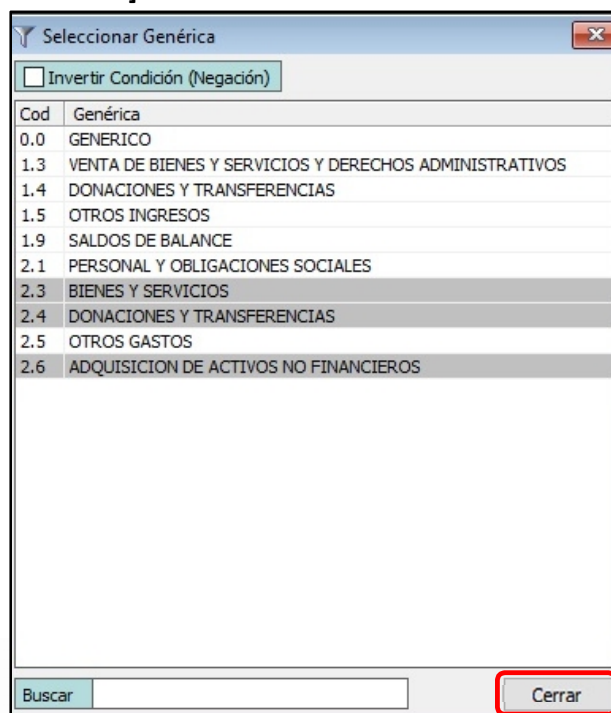 Seleccionar Genérica
Invertir Condición (Negación)
Cod Genérica
0.0 GENERICO
1.3 VENTA DE BIENES Y SERVICIOS Y DERECHOS ADMINISTRATIVOS
1.4 DONACIONES Y TRANSFERENCIAS
1.5 OTROS INGRESOS
1.9 SALDOS DE BALANCE
2.1 PERSONAL Y OBLIGACIONES SOCIALES
2.3 BIENES Y SERVICIOS
2.4 DONACIONES Y TRANSFERENCIAS
2.5 OTROS GASTOS
2.6 ADQUISICION DE ACTIVOS NO FINANCIEROS
Buscar
Cerrar